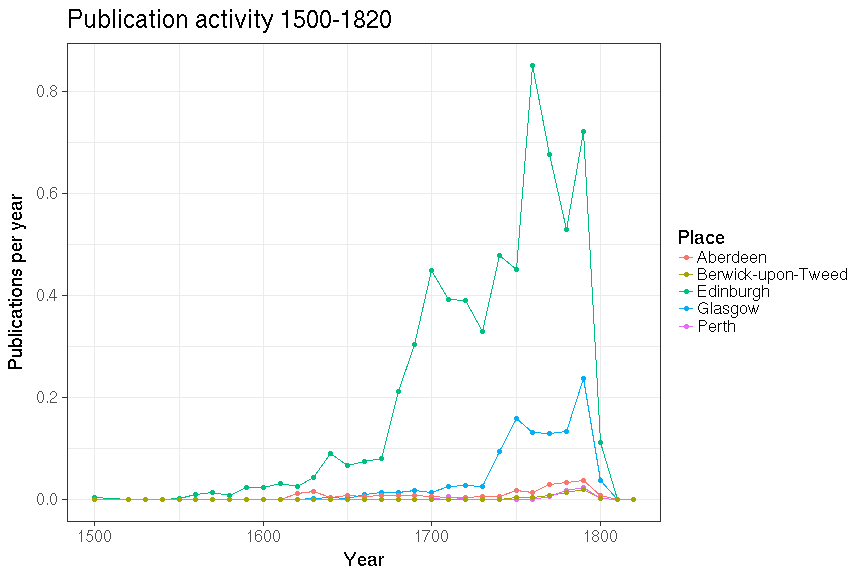 Publication activity 1500-1820
Publications per year
0.8
0.6
0.4
0.2
0.0
1500
1600
1700
1800
Year
Place
Aberdeen
Berwick-upon-Tweed
Edinburgh
Glasgow
Perth